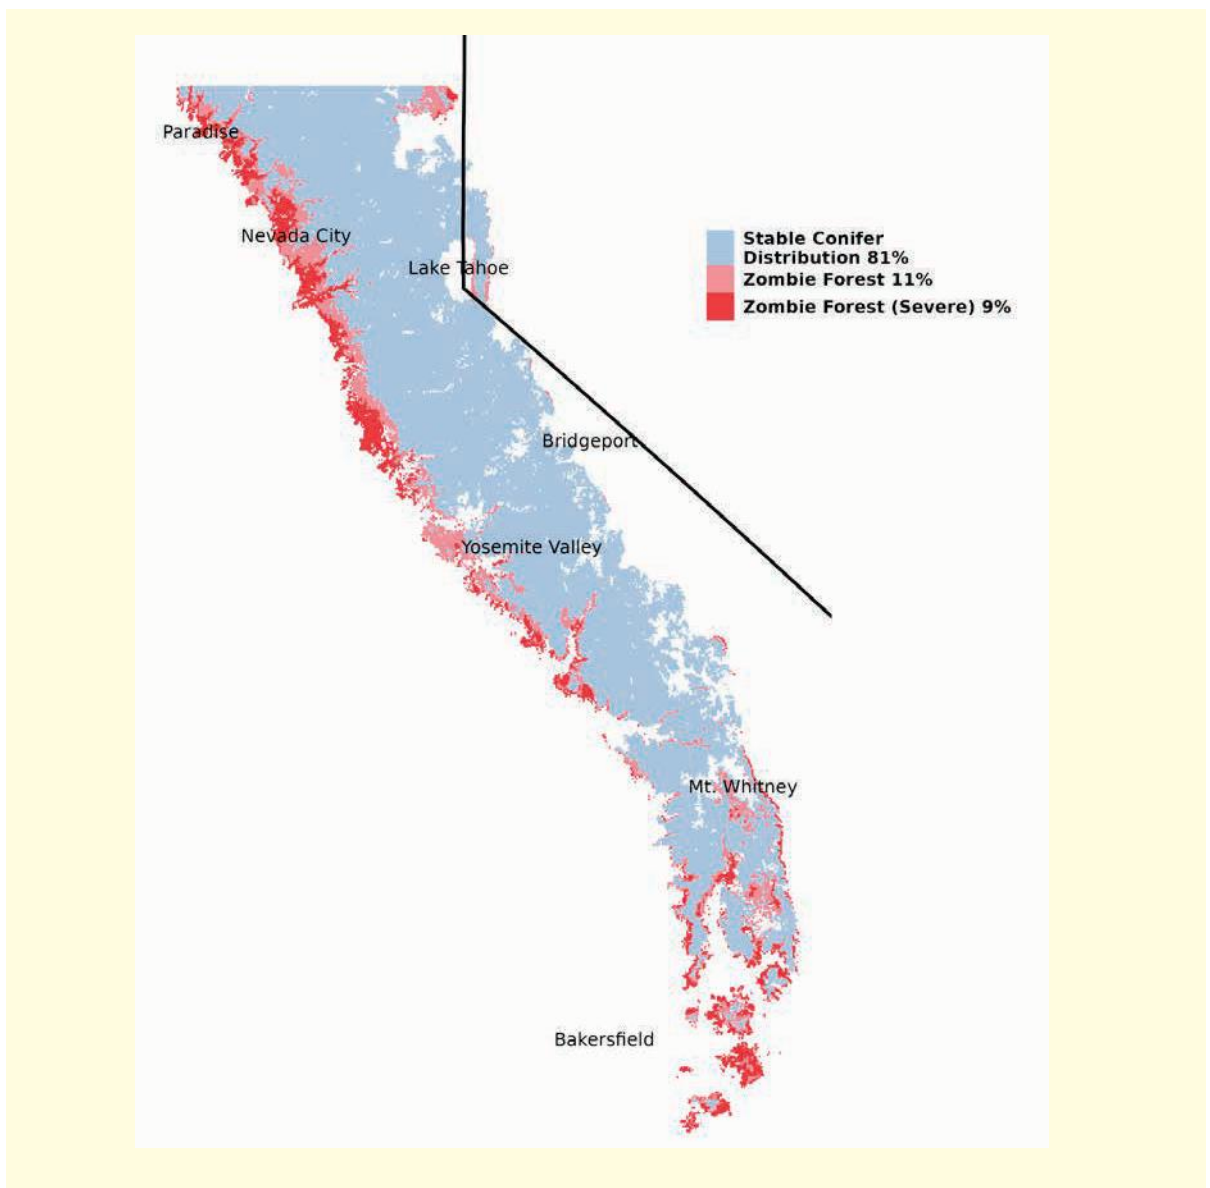 Paradise
Nevada City
Lake Tahoe
Stable Conifer
Distribution 81%
Zombie Forest 11%
Zombie Forest (Severe) 9%
Bridgeport
Yosemite Valley
Mt. Whitney
Bakersfield